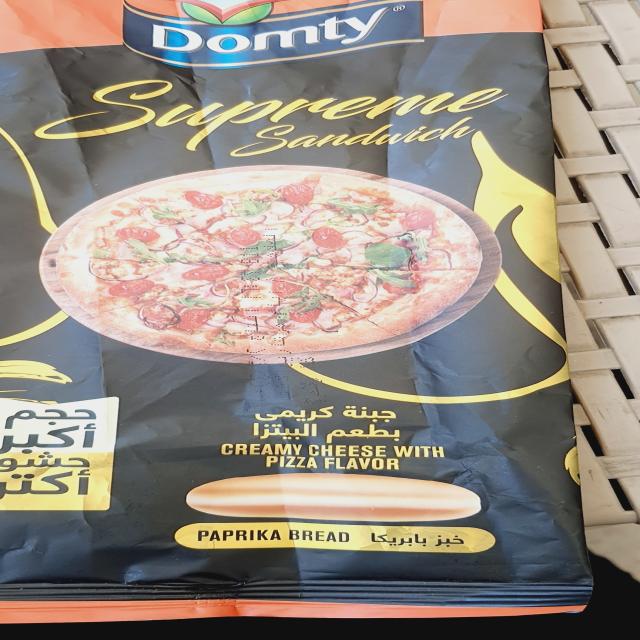 Domty®
Supreme
Sandwich
حجم
أكبر
حشو
أكتر
جبنة كريمى
بطعم البيتزا
CREAMY CHEESE WITH
PIZZA FLAVOR
PAPRIKA BREAD خبز بابريكا